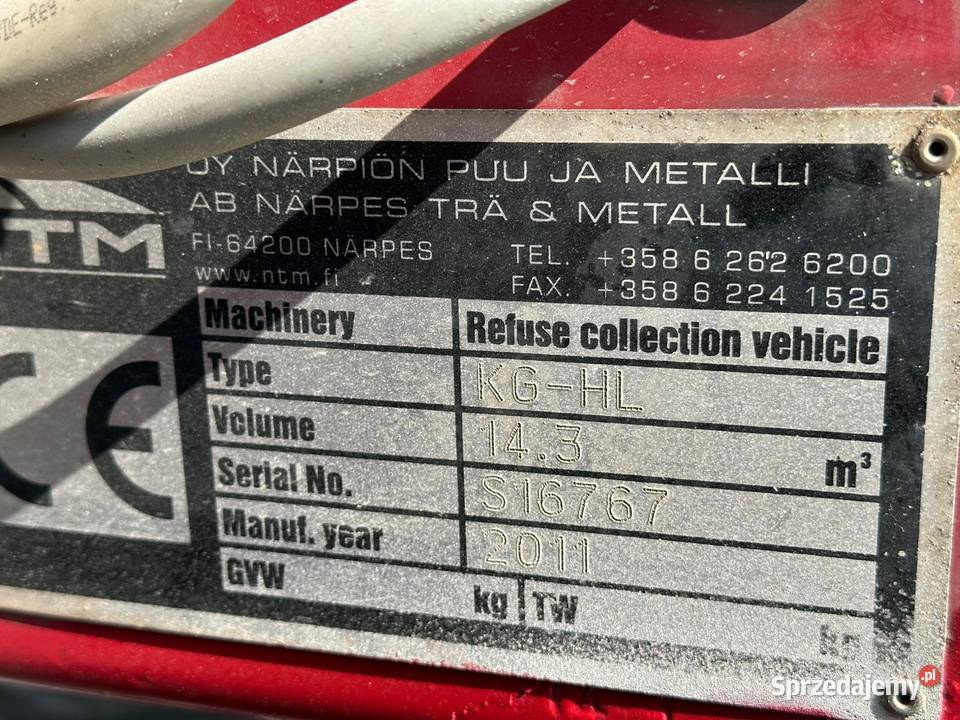 OY NÄRPIÖN PUU JA METALLI
AB NÄRPES TRÄ & METALL
NTM
FI-64200 NÄRPES TEL. +358 6 262 6200
www.ntm.fi FAX. +358 6 224 1525
Machinery Refuse collection vehicle
Type KG-HL
Volume 14.3 m³
Serial No. S16767
Manuf. year 2011
GVW kg TW kg
CE
Sprzedajemy.pl